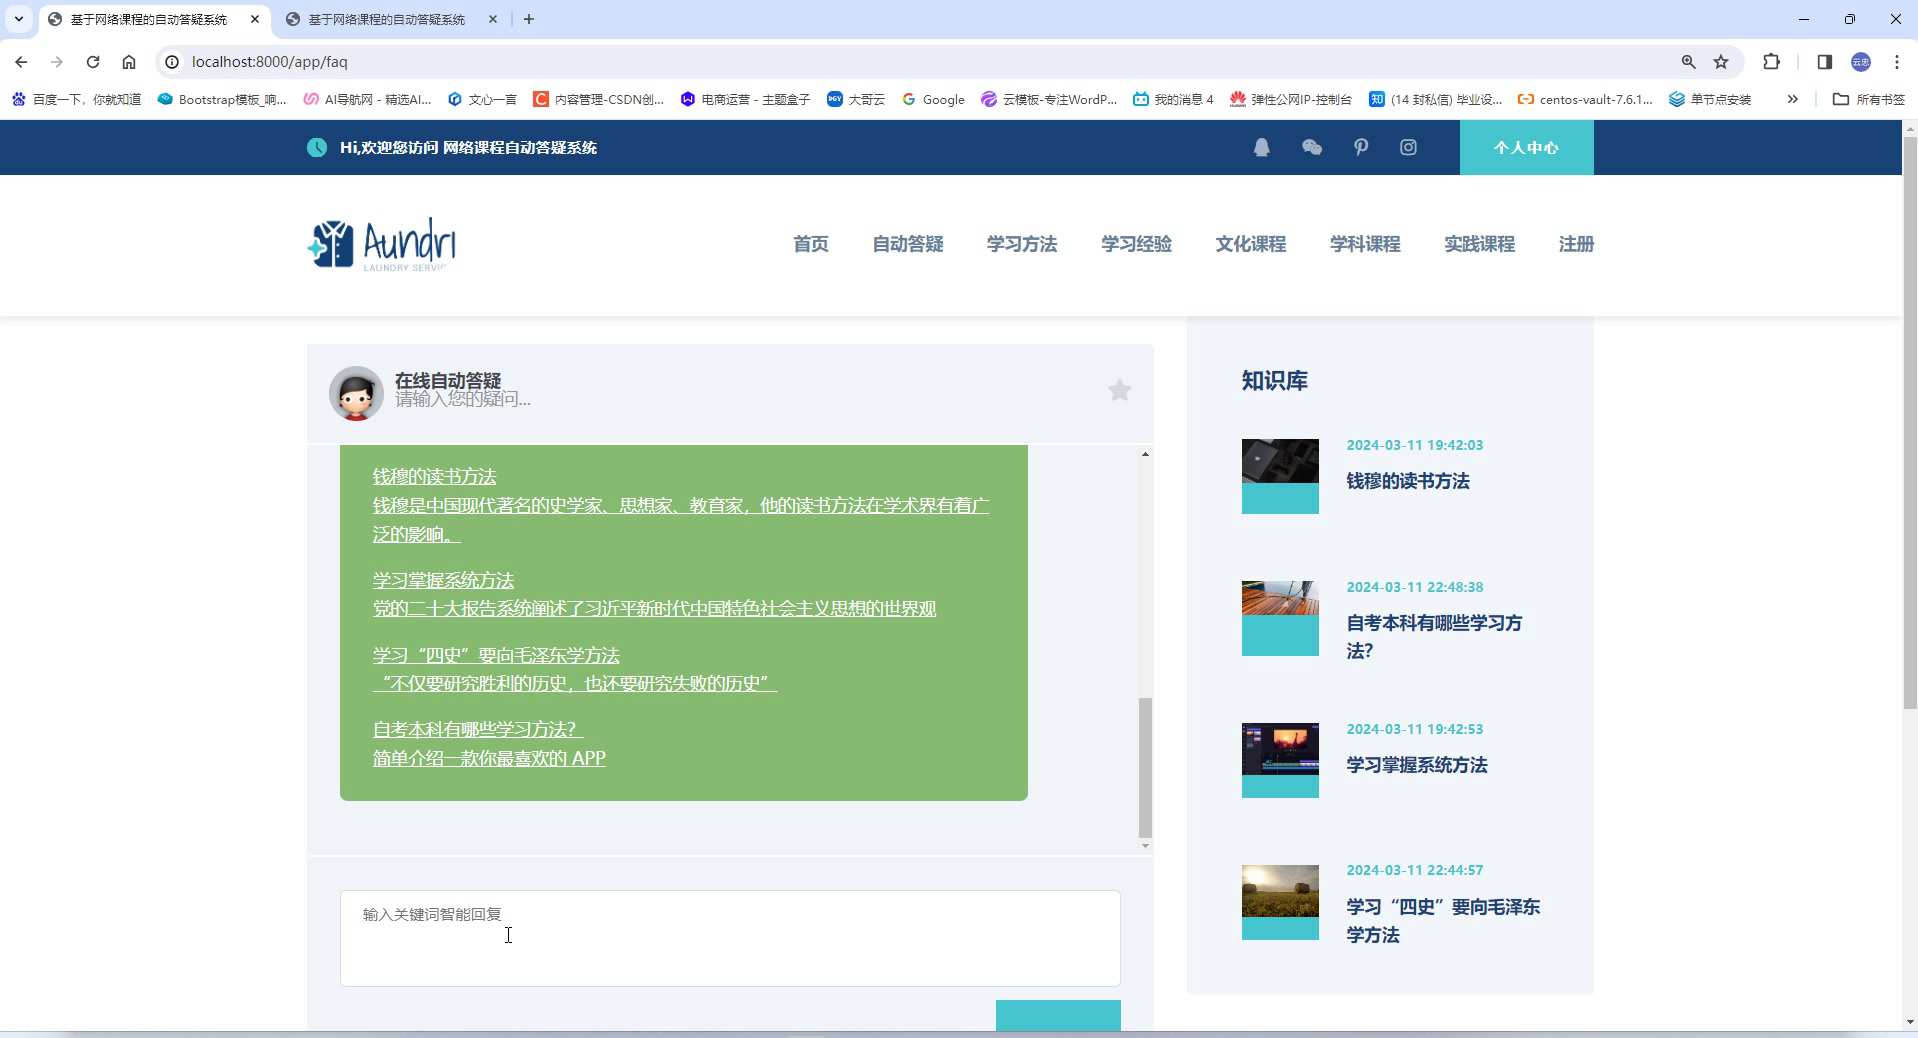 基于网络课程的自动答疑系统
基于网络课程的自动答疑系统
localhost:8000/app/faq
云忠
百度一下，你就知道
Bootstrap模板_响...
AI导航网 - 精选AI...
文心一言
内容管理-CSDN创...
电商运营 - 主题盒子
大哥云
Google
云模板-专注WordP...
我的消息 4
弹性公网IP-控制台
知
(14 封私信) 毕业设...
centos-vault-7.6.1...
单节点安装
所有书签
Hi,欢迎您访问 网络课程自动答疑系统
个人中心
Aundri
LAUNDRY SERVIC
首页
自动答疑
学习方法
学习经验
文化课程
学科课程
实践课程
注册
在线自动答疑
请输入您的疑问...
钱穆的读书方法
钱穆是中国现代著名的史学家、思想家、教育家，他的读书方法在学术界有着广
泛的影响。
学习掌握系统方法
党的二十大报告系统阐述了习近平新时代中国特色社会主义思想的世界观
学习“四史”要向毛泽东学方法
“不仅要研究胜利的历史，也还要研究失败的历史”
自考本科有哪些学习方法？
简单介绍一款你最喜欢的 APP
输入关键词智能回复
知识库
2024-03-11 19:42:03
钱穆的读书方法
2024-03-11 22:48:38
自考本科有哪些学习方
法？
2024-03-11 19:42:53
学习掌握系统方法
2024-03-11 22:44:57
学习“四史”要向毛泽东
学方法